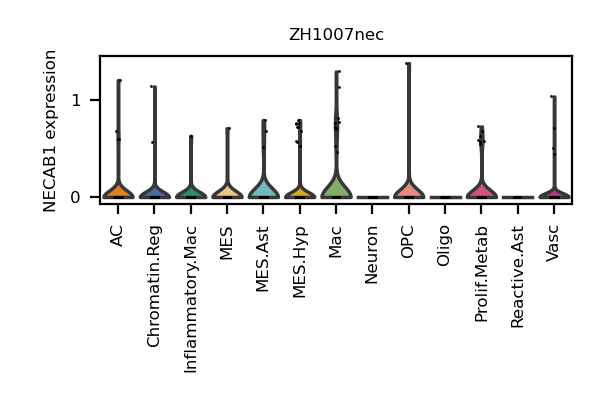 ZH1007nec
NECAB1 expression
1
0
AC
Chromatin.Reg
Inflammatory.Mac
MES
MES.Ast
MES.Hyp
Mac
Neuron
OPC
Oligo
Prolif.Metab
Reactive.Ast
Vasc